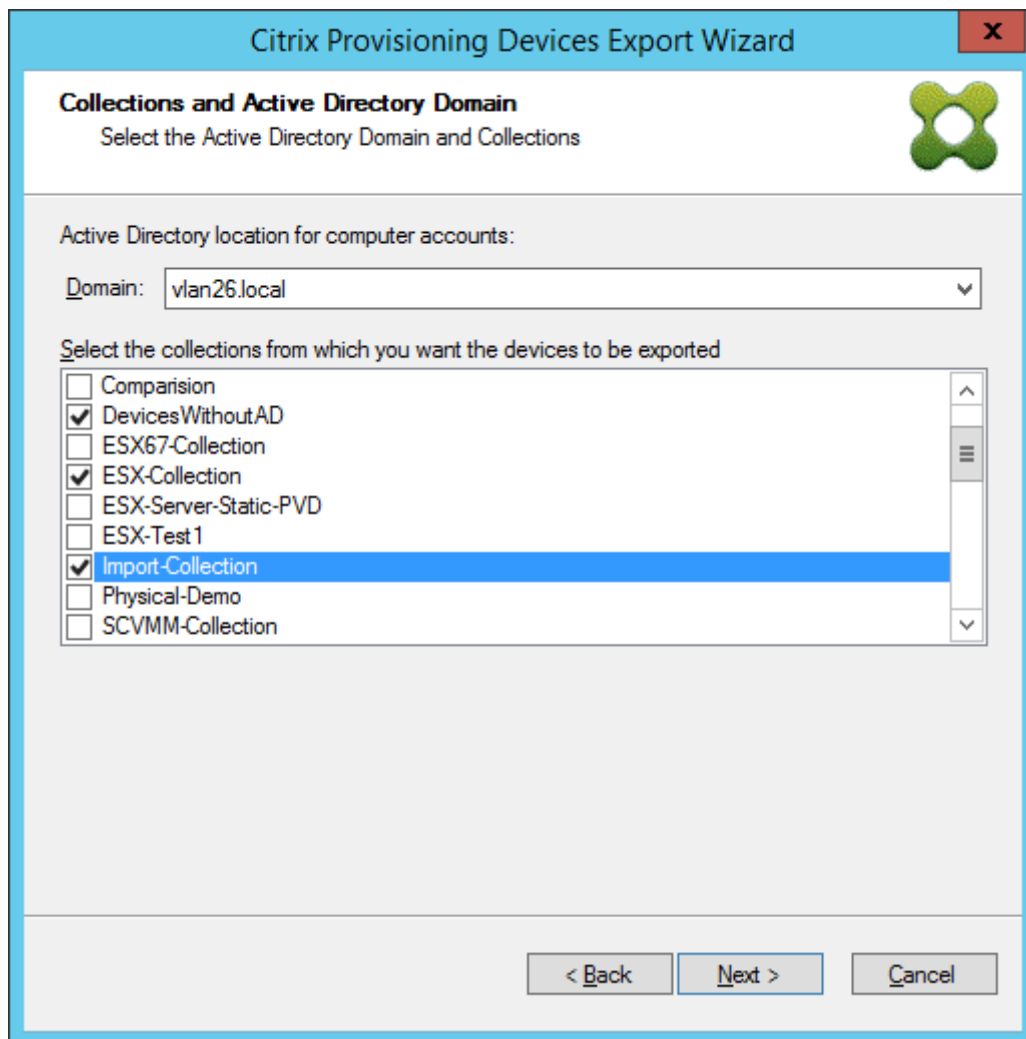 Citrix Provisioning Devices Export Wizard
x
Collections and Active Directory Domain
Select the Active Directory Domain and Collections
Active Directory location for computer accounts:
Domain: vlan26.local
Select the collections from which you want the devices to be exported
Comparision
DevicesWithoutAD
ESX67-Collection
ESX-Collection
ESX-Server-Static-PVD
ESX-Test1
Import-Collection
Physical-Demo
SCVMM-Collection
< Back Next > Cancel